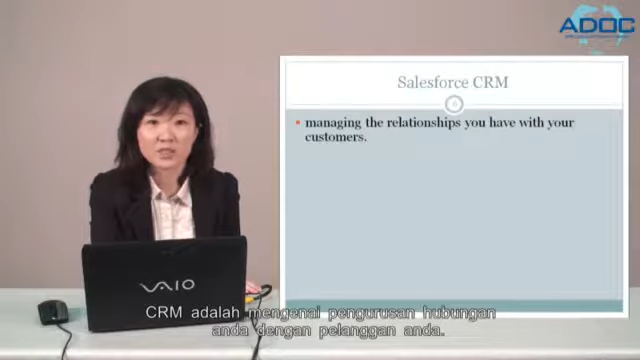 ADOC
Salesforce CRM
6
managing the relationships you have with your
customers.
VAIO
CRM adalah mengenai pengurusan hubungan
anda dengan pelanggan anda.